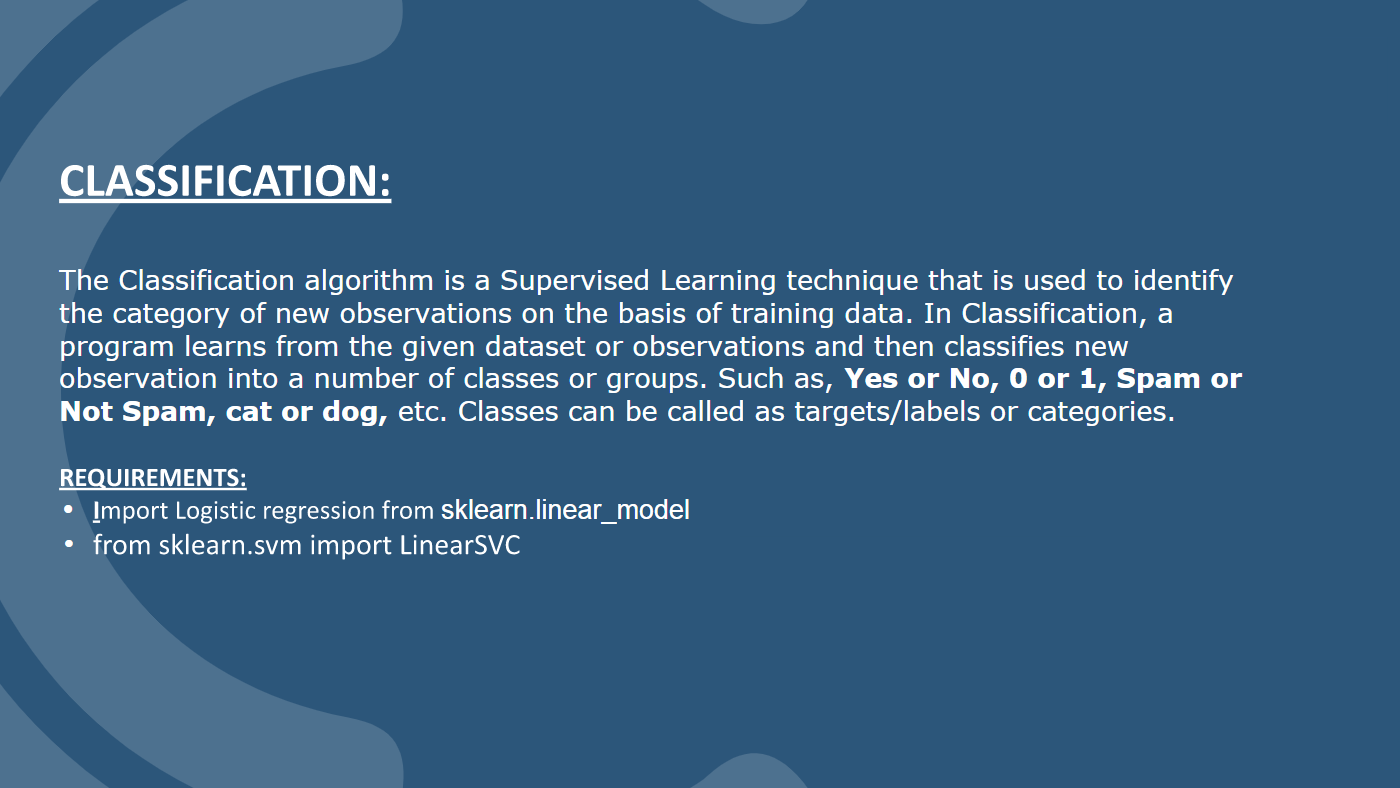 CLASSIFICATION:
The Classification algorithm is a Supervised Learning technique that is used to identify
the category of new observations on the basis of training data. In Classification, a
program learns from the given dataset or observations and then classifies new
observation into a number of classes or groups. Such as, Yes or No, 0 or 1, Spam or
Not Spam, cat or dog, etc. Classes can be called as targets/labels or categories.
REQUIREMENTS:
• Import Logistic regression from sklearn.linear_model
• from sklearn.svm import LinearSVC